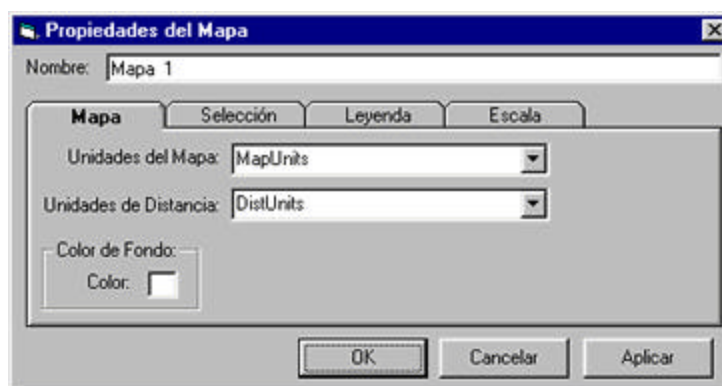 Propiedades del Mapa
Nombre: Mapa 1
Mapa Selección Leyenda Escala
Unidades del Mapa: MapUnits
Unidades de Distancia: DistUnits
Color de Fondo:
Color:
OK Cancelar Aplicar